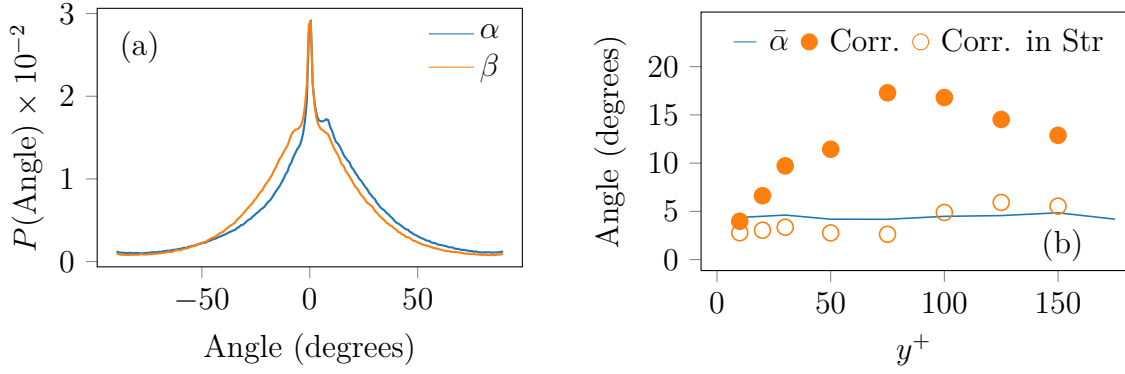 (a)
α
β
3
2
1
0
P(Angle) × 10⁻²
−50
0
50
Angle (degrees)
ᾱ Corr. Corr. in Str
20
15
10
5
0
Angle (degrees)
(b)
0
50
100
150
y⁺